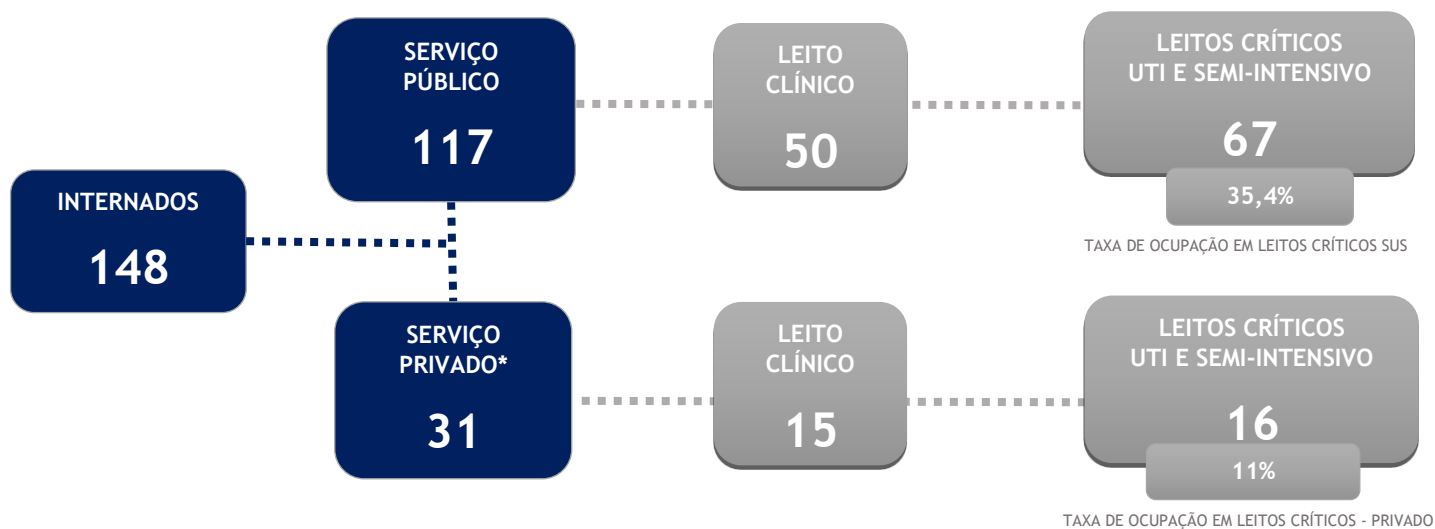 INTERNADOS
148
SERVIÇO
PÚBLICO
117
LEITO
CLÍNICO
50
LEITOS CRÍTICOS
UTI E SEMI-INTENSIVO
67
35,4%
TAXA DE OCUPAÇÃO EM LEITOS CRÍTICOS SUS
SERVIÇO
PRIVADO*
31
LEITO
CLÍNICO
15
LEITOS CRÍTICOS
UTI E SEMI-INTENSIVO
16
11%
TAXA DE OCUPAÇÃO EM LEITOS CRÍTICOS - PRIVADO